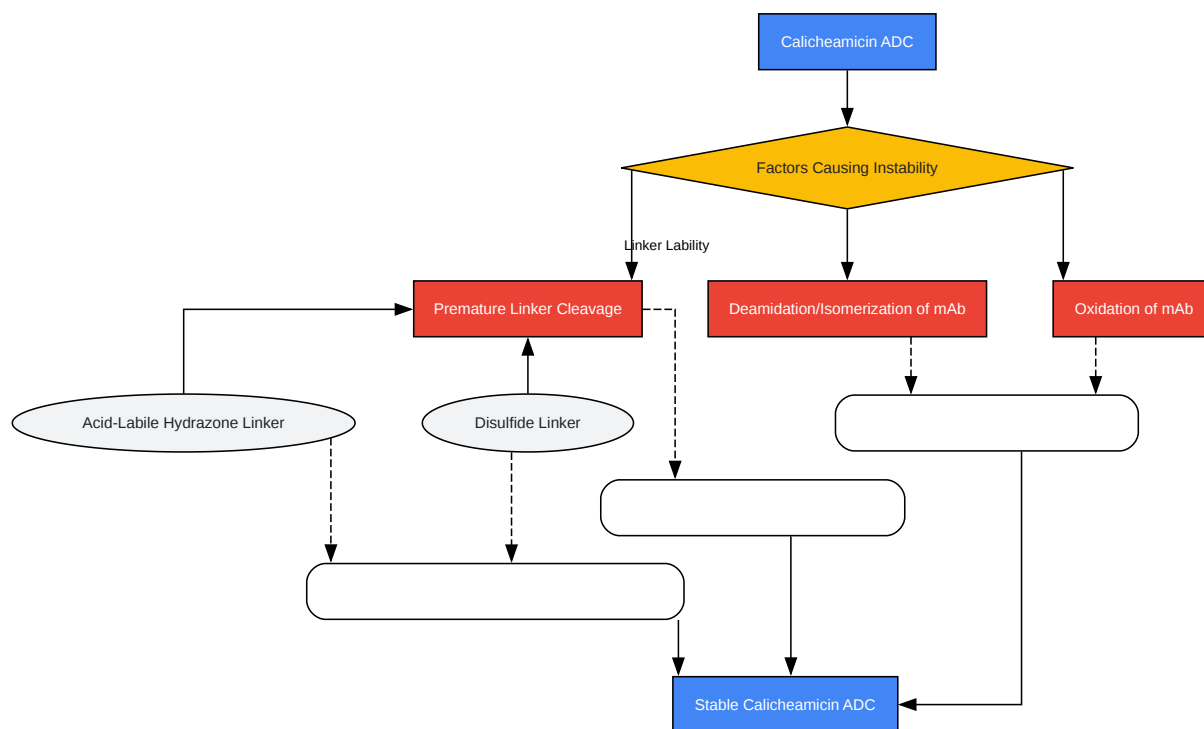 Calicheamicin ADC
Factors Causing Instability
Linker Lability
Premature Linker Cleavage
Deamidation/Isomerization of mAb
Oxidation of mAb
Acid-Labile Hydrazone Linker
Disulfide Linker
Stable Calicheamicin ADC